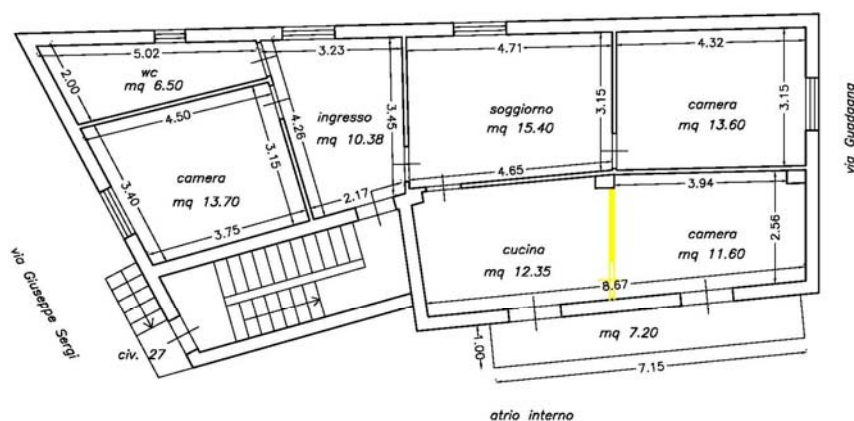 5.02
wc
mq 6.50
2.00
4.50
camera
mq 13.70
3.15
3.40
3.75
3.23
ingresso
mq 10.38
4.26
3.45
2.17
4.71
soggiorno
mq 15.40
3.15
4.65
4.32
camera
mq 13.60
3.15
3.94
camera
mq 11.60
2.56
cucina
mq 12.35
8.67
mq 7.20
1.00
7.15
civ. 27
via Giuseppe Sergi
via Guadagna
atrio interno